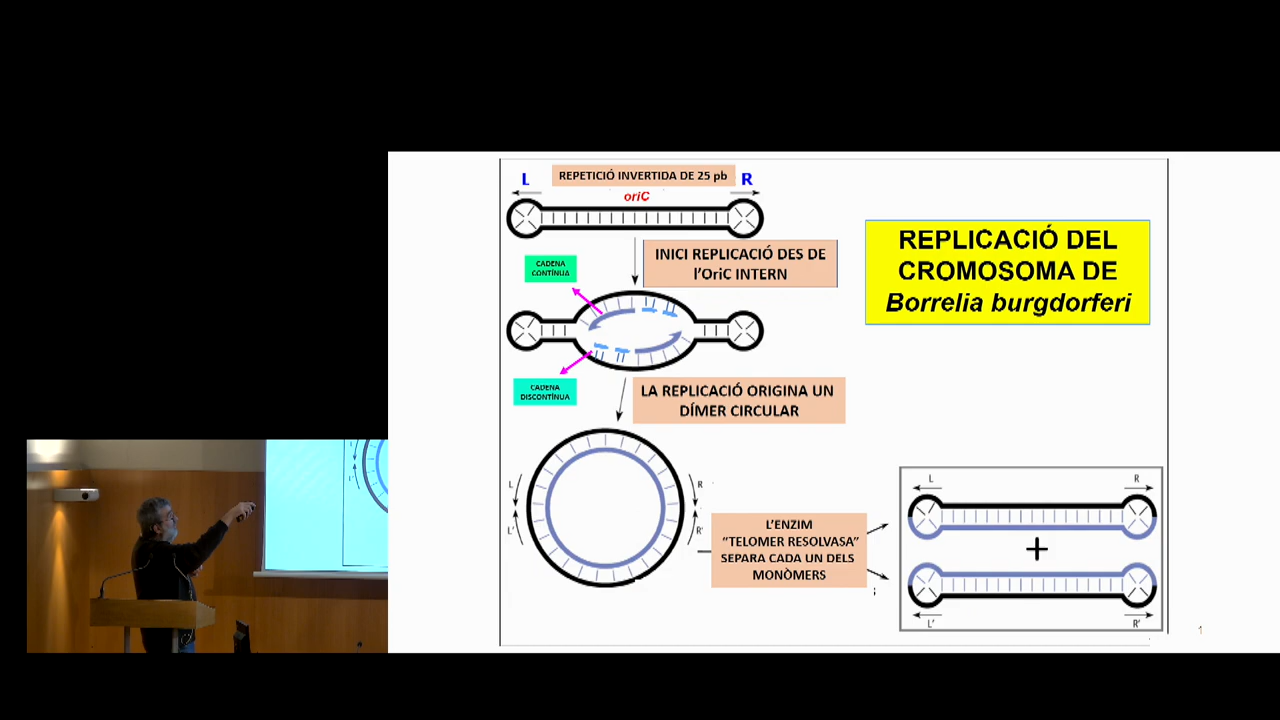 L
REPETICIÓ INVERTIDA DE 25 pb
R
oriC
REPLICACIÓ DEL
CROMOSOMA DE
Borrelia burgdorferi
INICI REPLICACIÓ DES DE
l'OriC INTERN
CADENA
CONTÍNUA
CADENA
DISCONTÍNUA
LA REPLICACIÓ ORIGINA UN
DÍMER CIRCULAR
L
R
L'
R'
L'ENZIM
"TELOMER RESOLVASA"
SEPARA CADA UN DELS
MONÒMERS
L
R
+
L'
R'
1